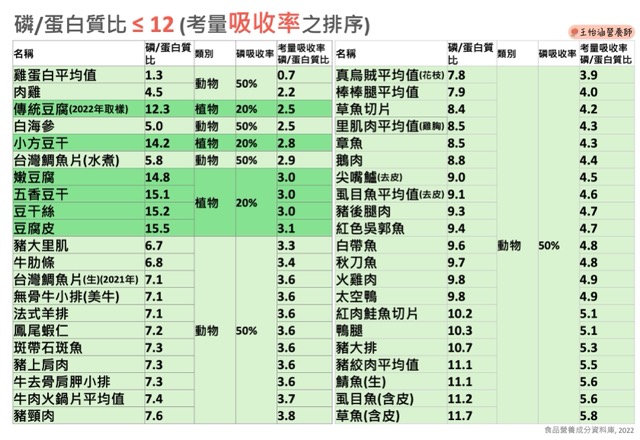 磷/蛋白質比 ≤ 12 (考量吸收率之排序)
@王怡涵營養師
名稱 磷/蛋白質比 類別 磷吸收率 考量吸收率 磷/蛋白質比
雞蛋白平均值 1.3 動物 50% 0.7
肉雞 4.5 2.2
傳統豆腐(2022年取樣) 12.3 植物 20% 2.5
白海參 5.0 動物 50% 2.5
小方豆干 14.2 植物 20% 2.8
台灣鯛魚片(水煮) 5.8 動物 50% 2.9
嫩豆腐 14.8 植物 20% 3.0
五香豆干 15.1 3.0
豆干絲 15.2 3.0
豆腐皮 15.5 3.1
豬大里肌 6.7 動物 50% 3.3
牛肋條 6.8 3.4
台灣鯛魚片(生)(2021年) 7.1 3.6
無骨牛小排(美牛) 7.1 3.6
法式羊排 7.1 3.6
鳳尾蝦仁 7.2 3.6
斑帶石斑魚 7.3 3.6
豬上肩肉 7.3 3.6
牛去骨肩胛小排 7.3 3.6
牛肉火鍋片平均值 7.4 3.7
豬頸肉 7.6 3.8
名稱 磷/蛋白質比 類別 磷吸收率 考量吸收率 磷/蛋白質比
真烏賊平均值(花枝) 7.8 動物 50% 3.9
棒棒腿平均值 7.9 4.0
草魚切片 8.4 4.2
里肌肉平均值(雞胸) 8.5 4.3
章魚 8.5 4.3
鵝肉 8.8 4.4
尖嘴鱸(去皮) 9.0 4.5
虱目魚平均值(去皮) 9.1 4.6
豬後腿肉 9.3 4.7
紅色吳郭魚 9.4 4.7
白帶魚 9.6 4.8
秋刀魚 9.7 4.8
火雞肉 9.8 4.9
太空鴨 9.8 4.9
紅肉鮭魚切片 10.2 5.1
鴨腿 10.3 5.1
豬大排 10.7 5.3
豬絞肉平均值 11.1 5.5
鯖魚(生) 11.1 5.6
虱目魚(含皮) 11.2 5.6
草魚(含皮) 11.7 5.8
食品營養成分資料庫, 2022